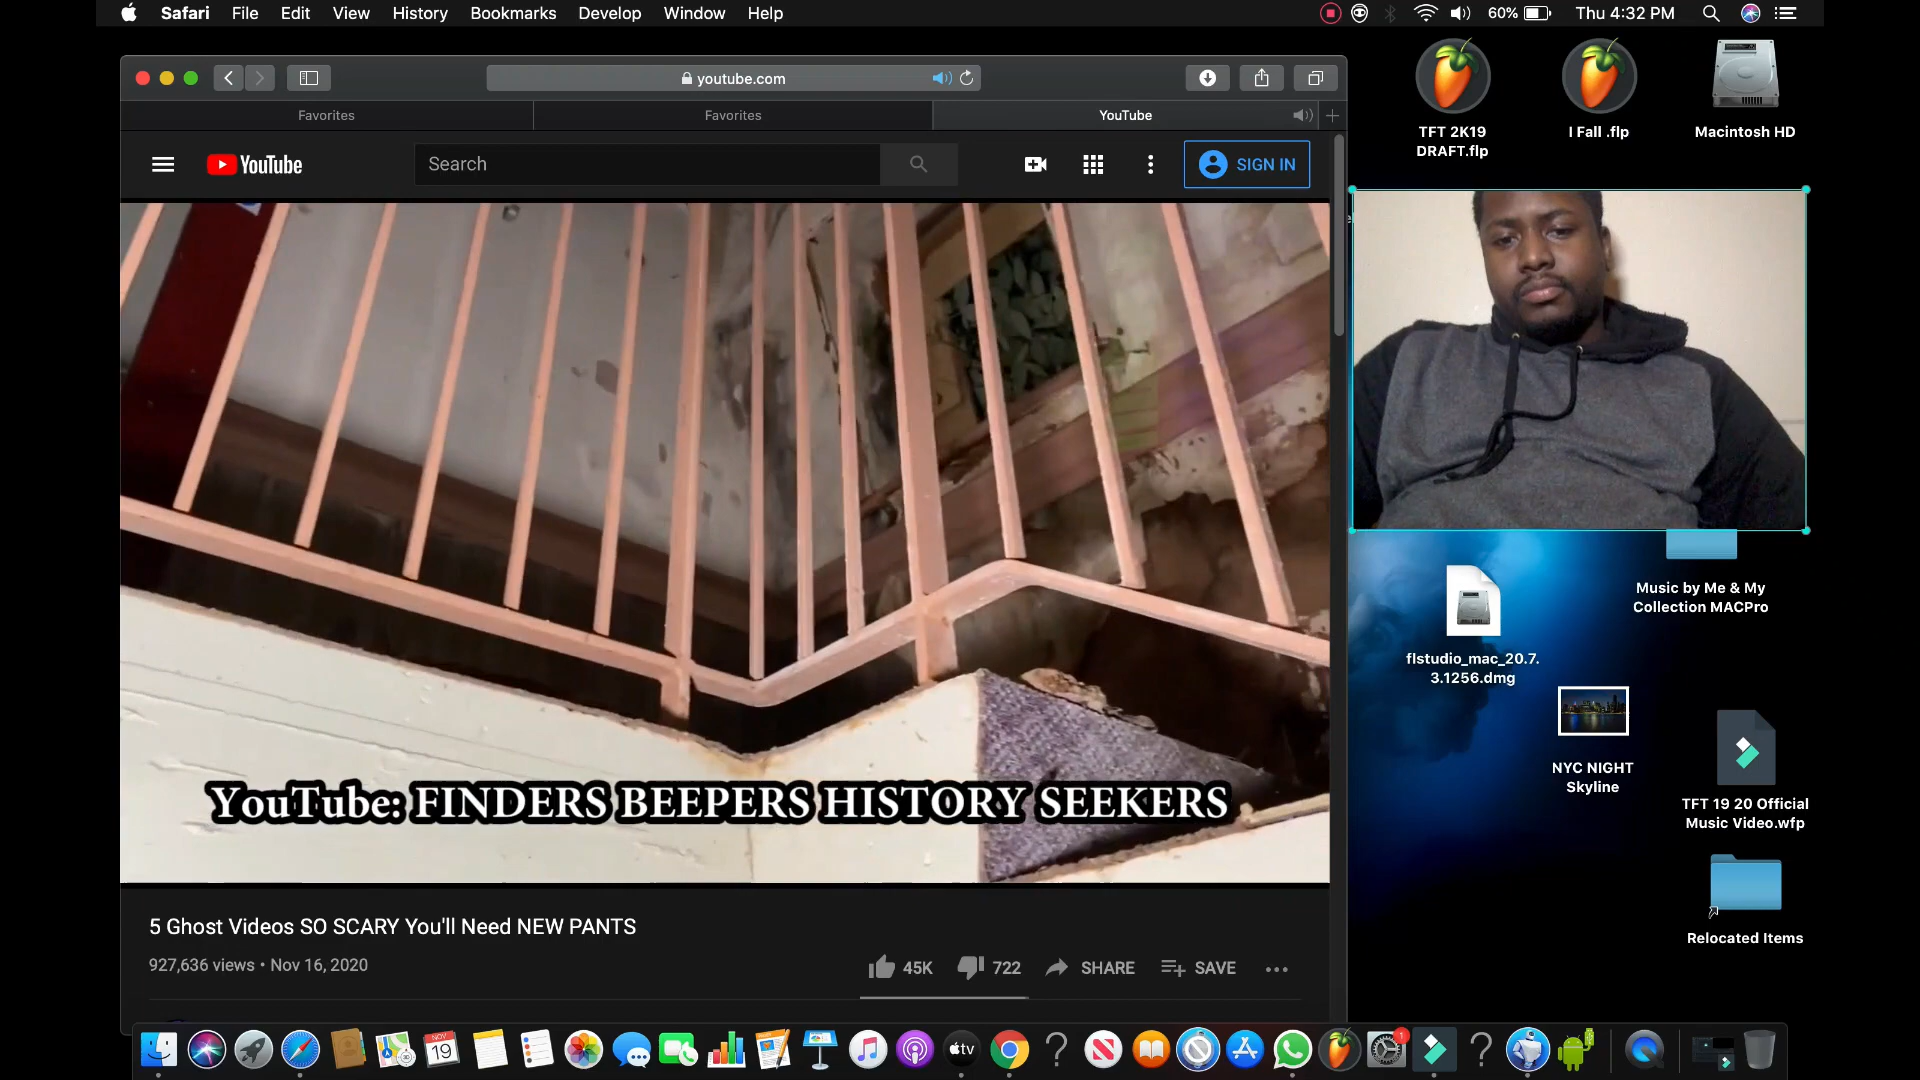 Safari File Edit View History Bookmarks Develop Window Help
60% Thu 4:32 PM
youtube.com
Favorites Favorites YouTube
YouTube Search SIGN IN
YouTube: FINDERS BEEPERS HISTORY SEEKERS
5 Ghost Videos SO SCARY You'll Need NEW PANTS
927,636 views • Nov 16, 2020
45K 722 SHARE SAVE
TFT 2K19
DRAFT.flp
I Fall .flp
Macintosh HD
Music by Me & My
Collection MACPro
flstudio_mac_20.7.
3.1256.dmg
NYC NIGHT
Skyline
TFT 19 20 Official
Music Video.wfp
Relocated Items
NOV
19
tv
1